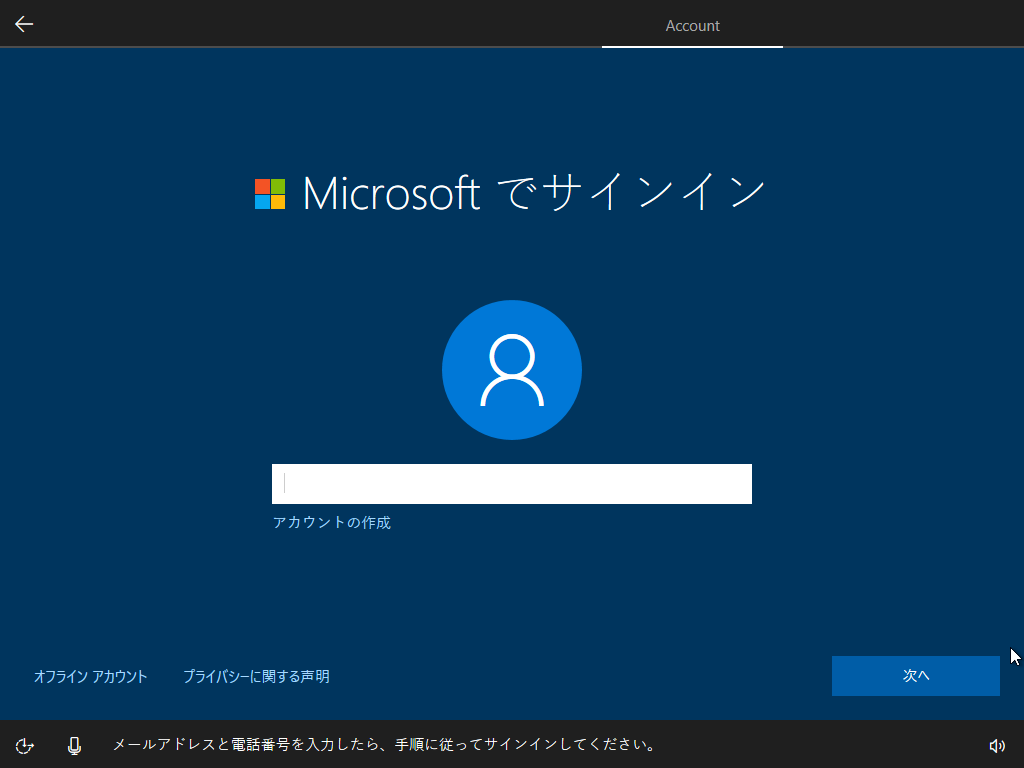 Account
Microsoft でサインイン
アカウントの作成
オフライン アカウント
プライバシーに関する声明
次へ
メールアドレスと電話番号を入力したら、手順に従ってサインインしてください。